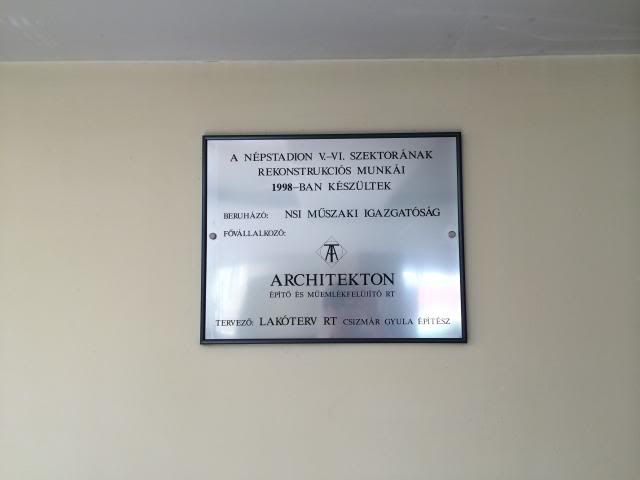 A NÉPSTADION V.–VI. SZEKTORÁNAK
REKONSTRUKCIÓS MUNKÁI
1998–BAN KÉSZÜLTEK
BERUHÁZÓ: NSI MŰSZAKI IGAZGATÓSÁG
FŐVÁLLALKOZÓ:
ARCHITEKTON
ÉPÍTŐ ÉS MŰEMLÉKFELÚJÍTÓ RT
TERVEZŐ: LAKÓTERV RT CSIZMÁR GYULA ÉPÍTÉSZ